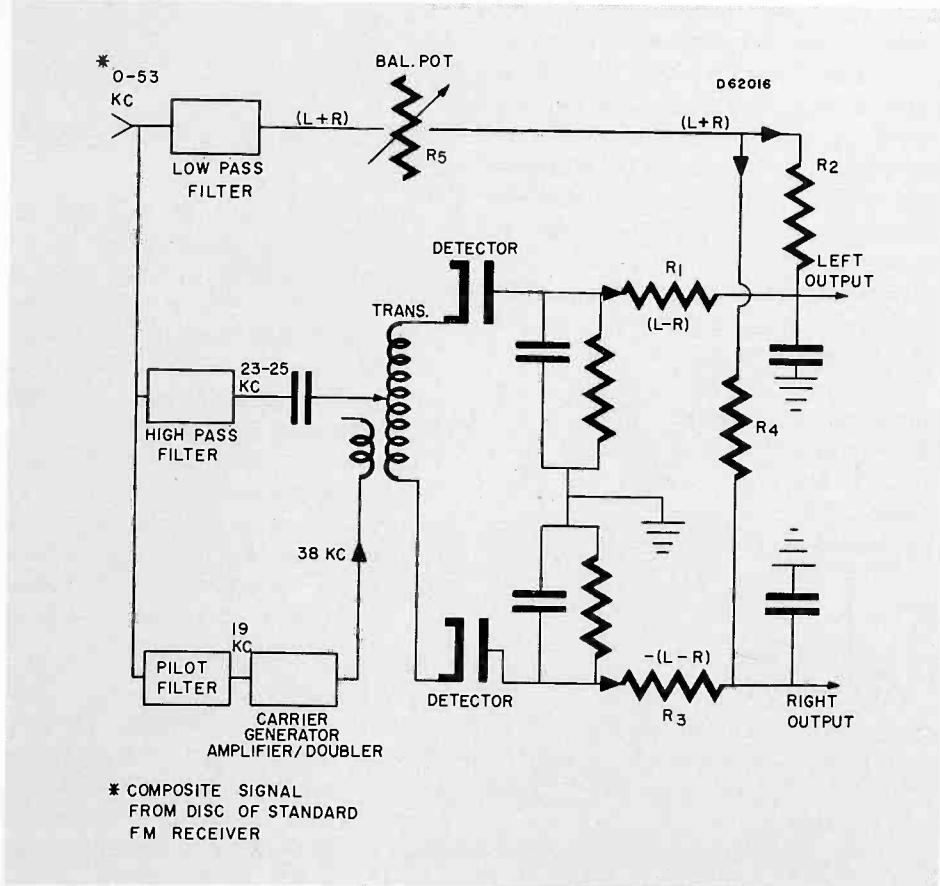 * 0-53
KC
BAL. POT
D62016
(L+R)
(L+R)
R5
R2
LOW PASS
FILTER
DETECTOR
R1
LEFT
OUTPUT
TRANS.
(L-R)
23-25
KC
HIGH PASS
FILTER
R4
38 KC
19
KC
PILOT
FILTER
-(L-R)
DETECTOR
R3
RIGHT
OUTPUT
CARRIER
GENERATOR
AMPLIFIER/DOUBLER
* COMPOSITE SIGNAL
FROM DISC OF STANDARD
FM RECEIVER